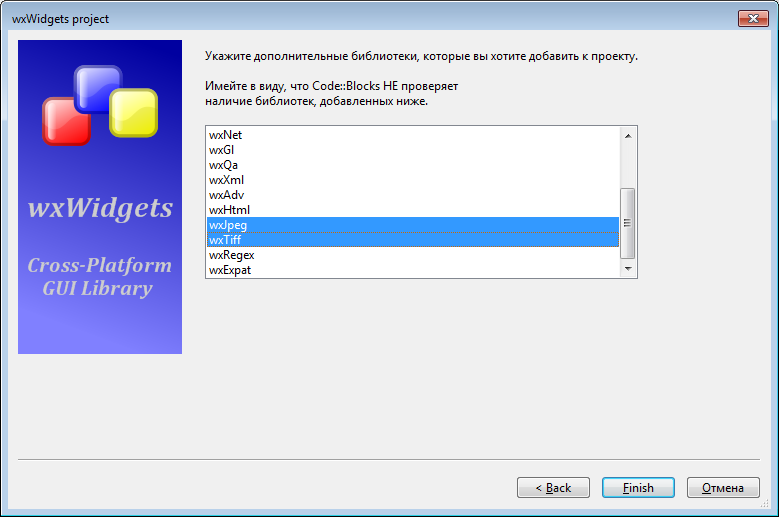 wxWidgets project
Укажите дополнительные библиотеки, которые вы хотите добавить к проекту.
Имейте в виду, что Code::Blocks НЕ проверяет
наличие библиотек, добавленных ниже.
wxNet
wxGl
wxQa
wxXml
wxAdv
wxHtml
wxJpeg
wxTiff
wxRegex
wxExpat
wxWidgets
Cross-Platform
GUI Library
< Back
Finish
Отмена